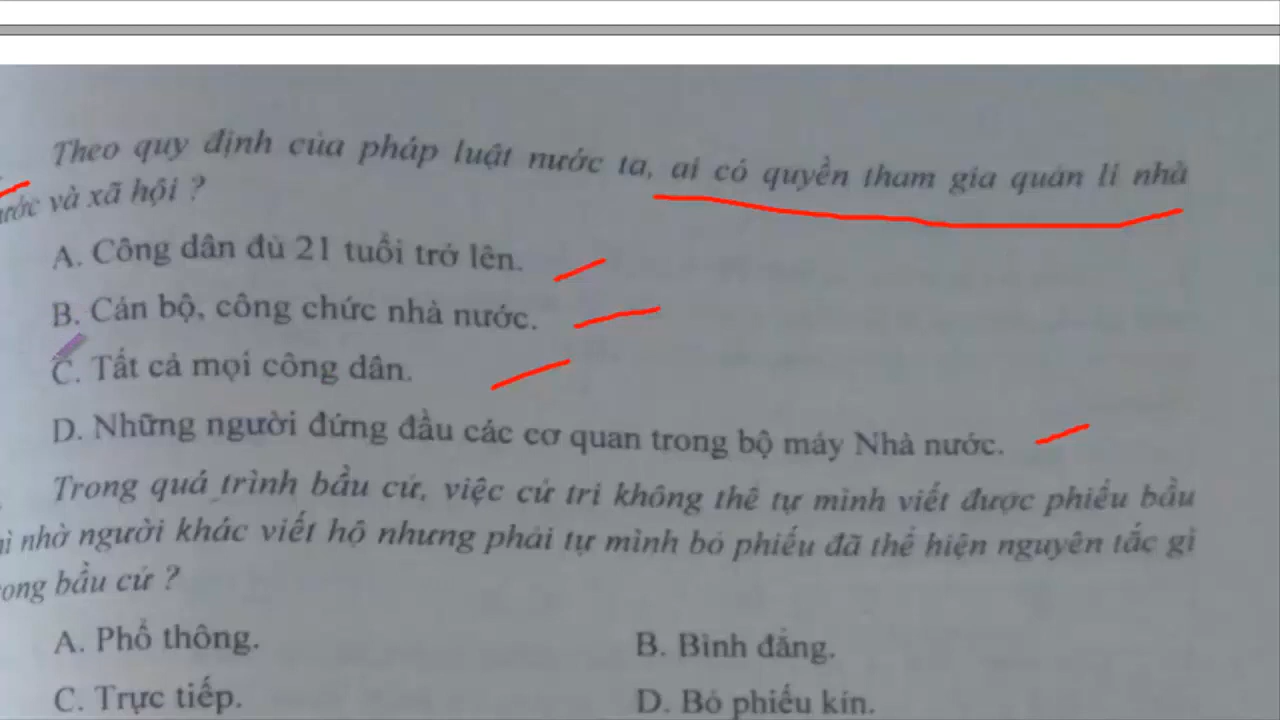 Theo quy định của pháp luật nước ta, ai có quyền tham gia quản lí nhà
nước và xã hội ?
A. Công dân đủ 21 tuổi trở lên.
B. Cán bộ, công chức nhà nước.
C. Tất cả mọi công dân.
D. Những người đứng đầu các cơ quan trong bộ máy Nhà nước.
Trong quá trình bầu cử, việc cử tri không thể tự mình viết được phiếu bầu
nhờ người khác viết hộ nhưng phải tự mình bỏ phiếu đã thể hiện nguyên tắc gì
trong bầu cử ?
A. Phổ thông.
B. Bình đẳng.
C. Trực tiếp.
D. Bỏ phiếu kín.